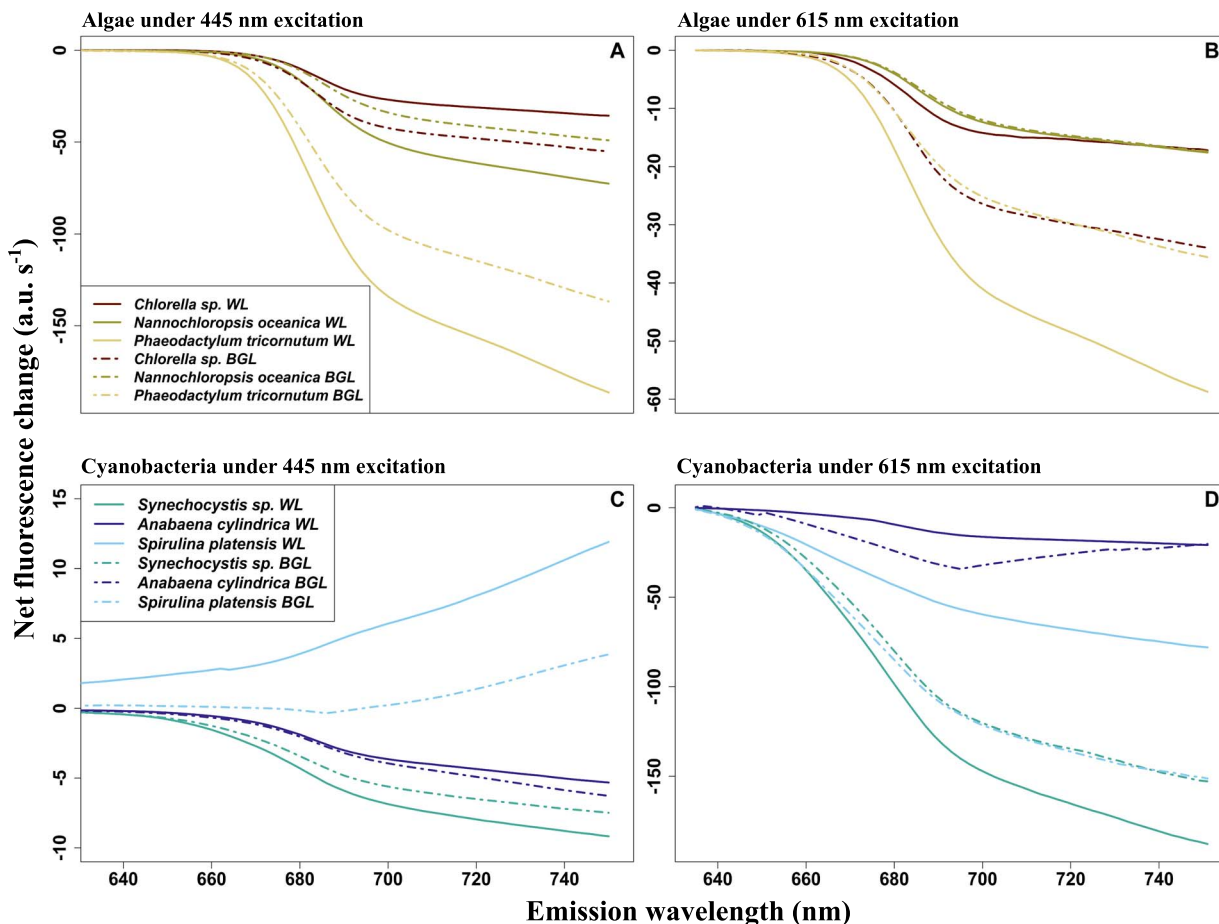 Algae under 445 nm excitation
Algae under 615 nm excitation
A
B
0
-50
-100
-150
0
-10
-20
-30
-40
-50
-60
Chlorella sp. WL
Nannochloropsis oceanica WL
Phaeodactylum tricornutum WL
Chlorella sp. BGL
Nannochloropsis oceanica BGL
Phaeodactylum tricornutum BGL
Net fluorescence change (a.u. s-1)
Cyanobacteria under 445 nm excitation
Cyanobacteria under 615 nm excitation
C
D
15
10
5
0
-5
-10
0
-50
-100
-150
Synechocystis sp. WL
Anabaena cylindrica WL
Spirulina platensis WL
Synechocystis sp. BGL
Anabaena cylindrica BGL
Spirulina platensis BGL
640 660 680 700 720 740
640 660 680 700 720 740
Emission wavelength (nm)